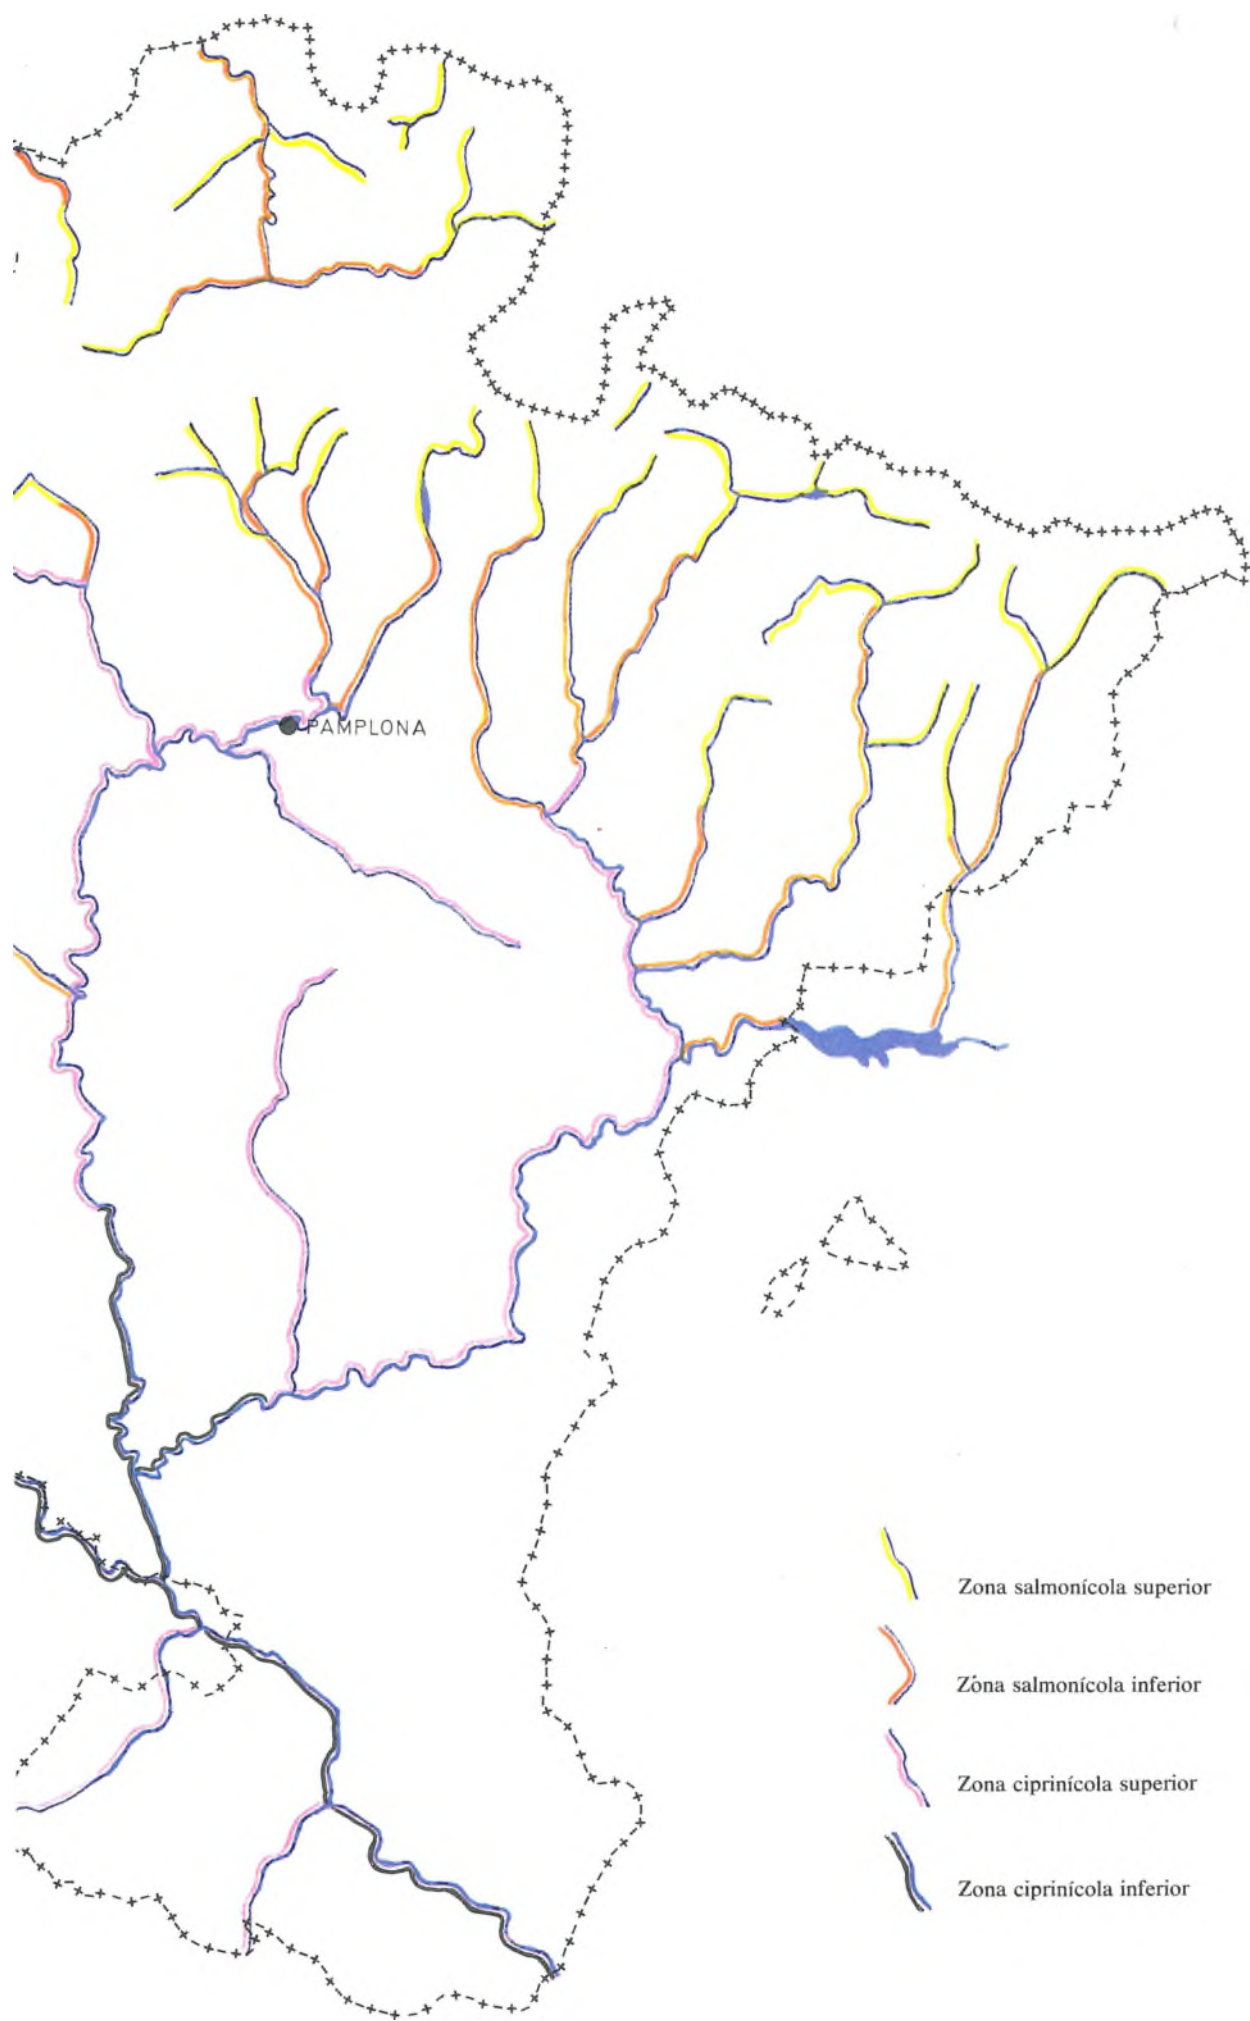 PAMPLONA
Zona salmonícola superior
Zona salmonícola inferior
Zona ciprinícola superior
Zona ciprinícola inferior